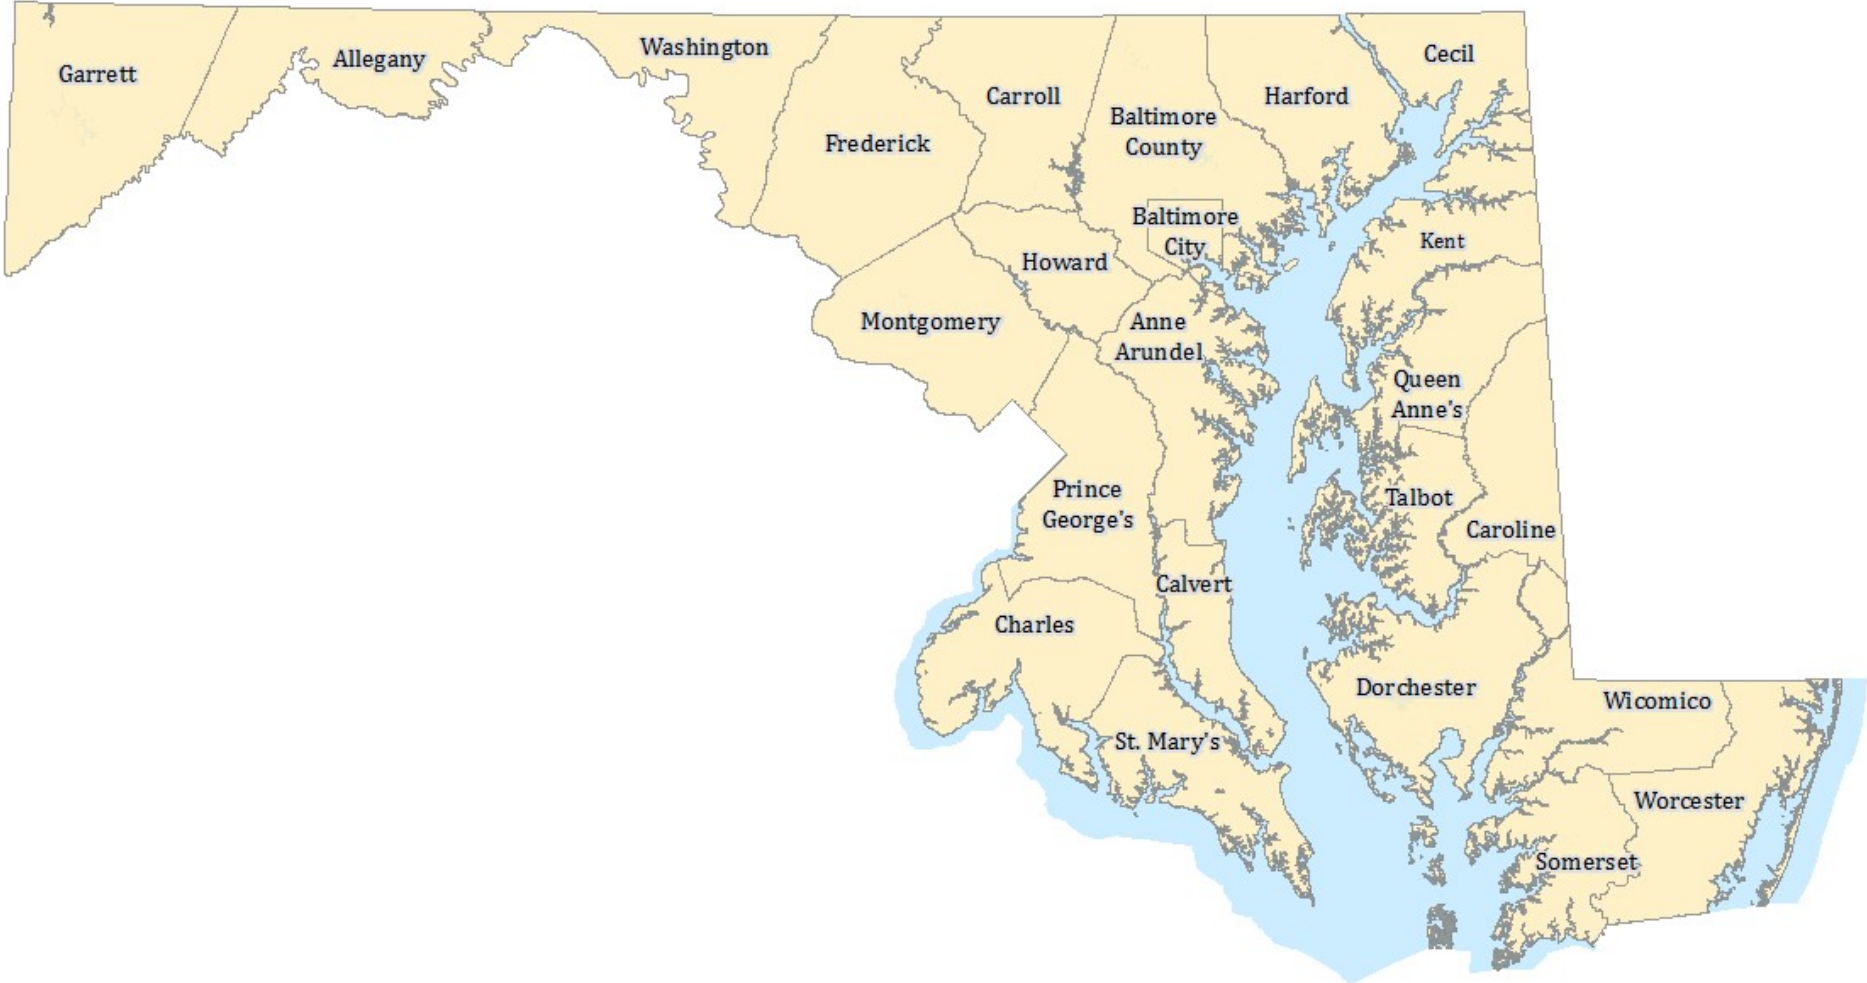 Garrett
Allegany
Washington
Frederick
Carroll
Baltimore
County
Harford
Cecil
Baltimore
City
Kent
Howard
Montgomery
Anne
Arundel
Queen
Anne's
Prince
George's
Talbot
Caroline
Calvert
Charles
Dorchester
Wicomico
St. Mary's
Worcester
Somerset